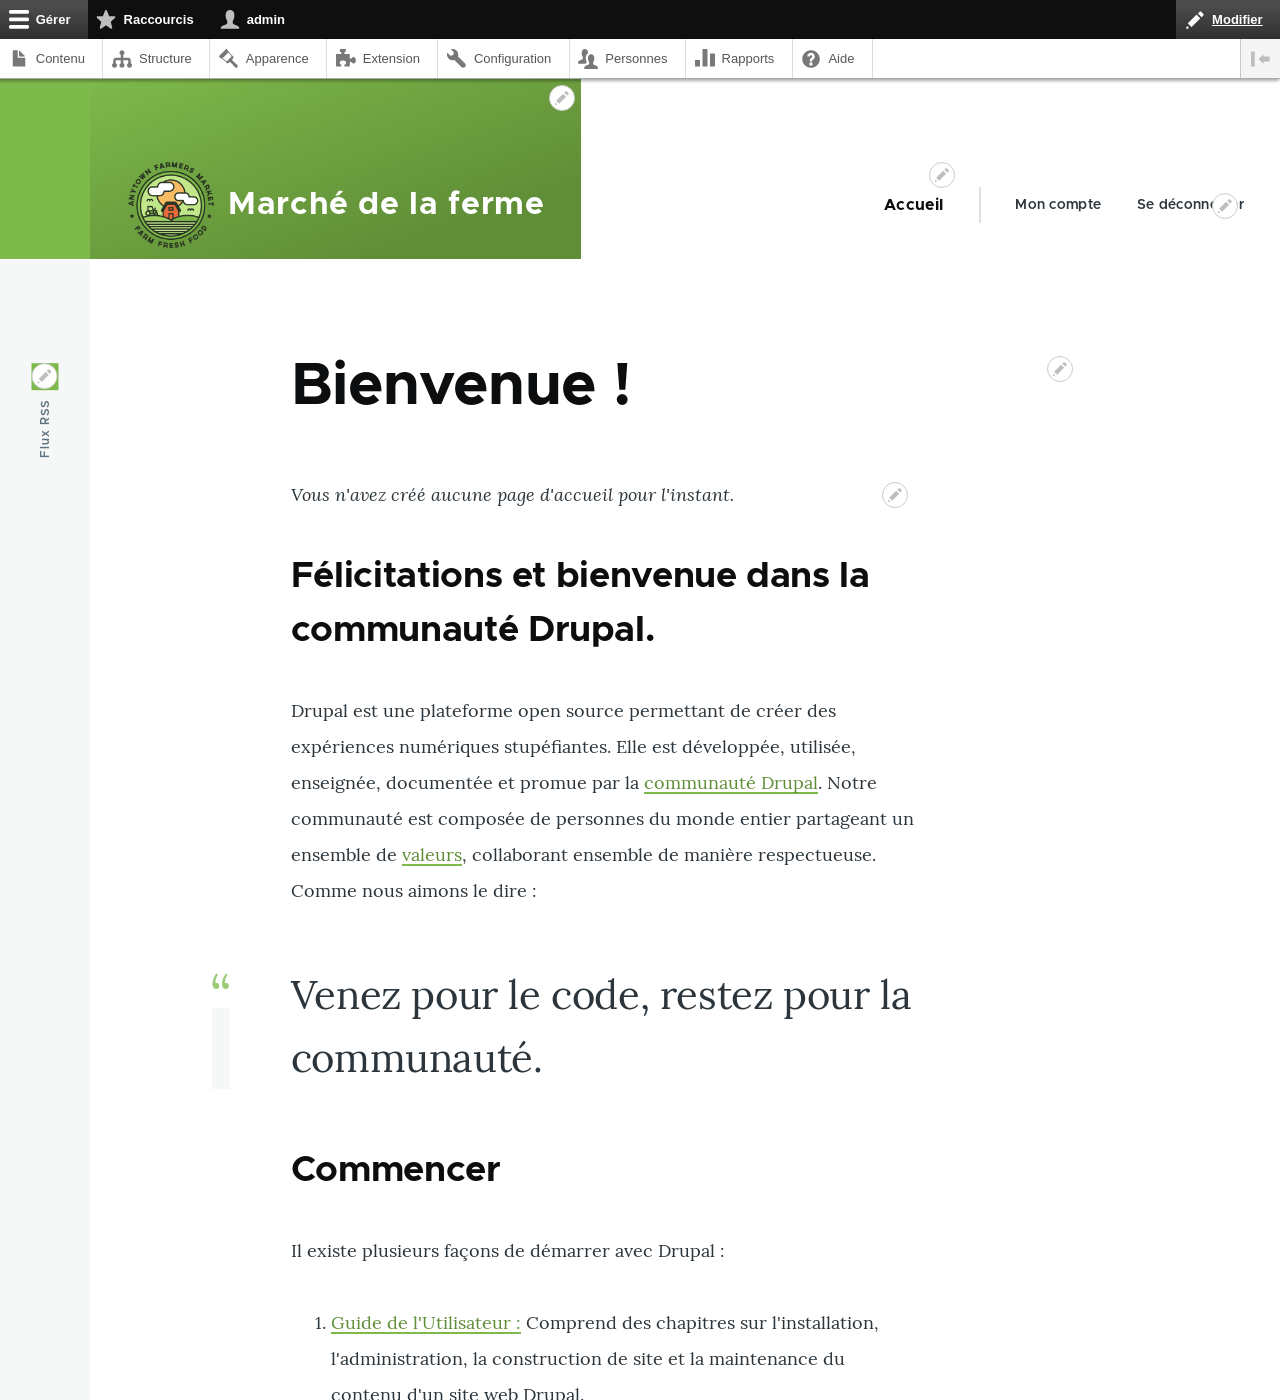 Gérer
Raccourcis
admin
Modifier
Contenu
Structure
Apparence
Extension
Configuration
Personnes
Rapports
Aide
ANYTOWN FARMERS MARKET
FARM FRESH FOOD
Marché de la ferme
Accueil
Mon compte
Flux RSS
Bienvenue !
Vous n'avez créé aucune page d'accueil pour l'instant.
Félicitations et bienvenue dans la
communauté Drupal.
Drupal est une plateforme open source permettant de créer des
expériences numériques stupéfiantes. Elle est développée, utilisée,
enseignée, documentée et promue par la communauté Drupal. Notre
communauté est composée de personnes du monde entier partageant un
ensemble de valeurs, collaborant ensemble de manière respectueuse.
Comme nous aimons le dire :
“
Venez pour le code, restez pour la
communauté.
Commencer
Il existe plusieurs façons de démarrer avec Drupal :
1. Guide de l'Utilisateur : Comprend des chapitres sur l'installation,
l'administration, la construction de site et la maintenance du
contenu d'un site web Drupal.